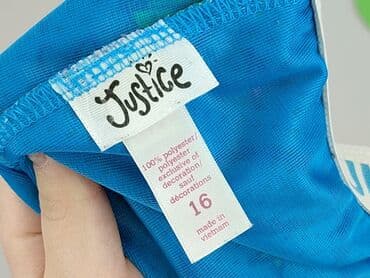 Justice
100% polyester/
polyester
exclusive of
decoration/
sauf
décorations
16
made in
vietnam